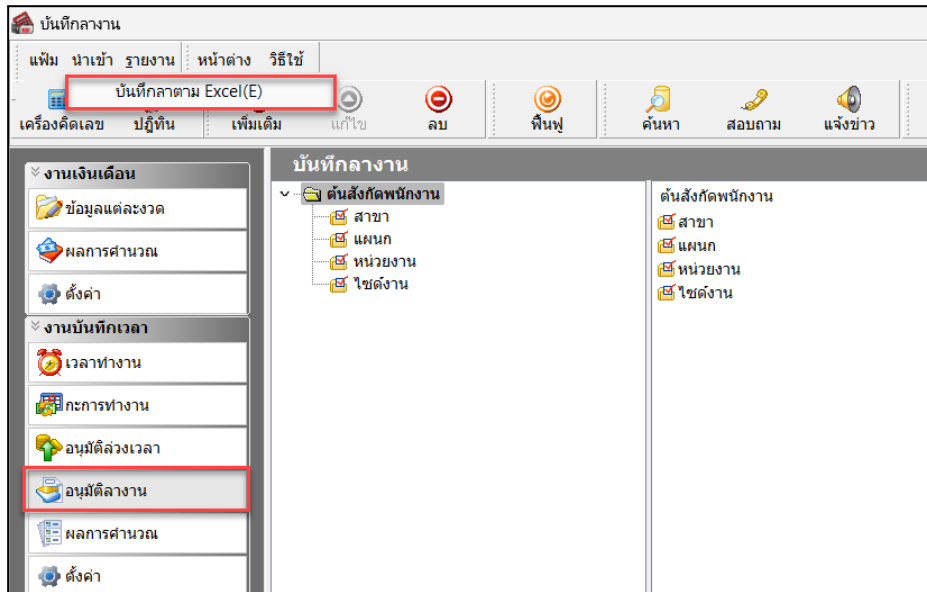 บันทึกลางาน
แฟ้ม นำเข้า รายงาน หน้าต่าง วิธีใช้
บันทึกลาตาม Excel(E)
เครื่องคิดเลข ปฏิทิน เพิ่มเติม แก้ไข ลบ ฟื้นฟู ค้นหา สอบถาม แจ้งข่าว
งานเงินเดือน
ข้อมูลแต่ละงวด
ผลการคำนวณ
ตั้งค่า
งานบันทึกเวลา
เวลาทำงาน
กะการทำงาน
อนุมัติล่วงเวลา
อนุมัติลางาน
ผลการคำนวณ
ตั้งค่า
บันทึกลางาน
ต้นสังกัดพนักงาน
สาขา
แผนก
หน่วยงาน
ไซด์งาน
ต้นสังกัดพนักงาน
สาขา
แผนก
หน่วยงาน
ไซด์งาน